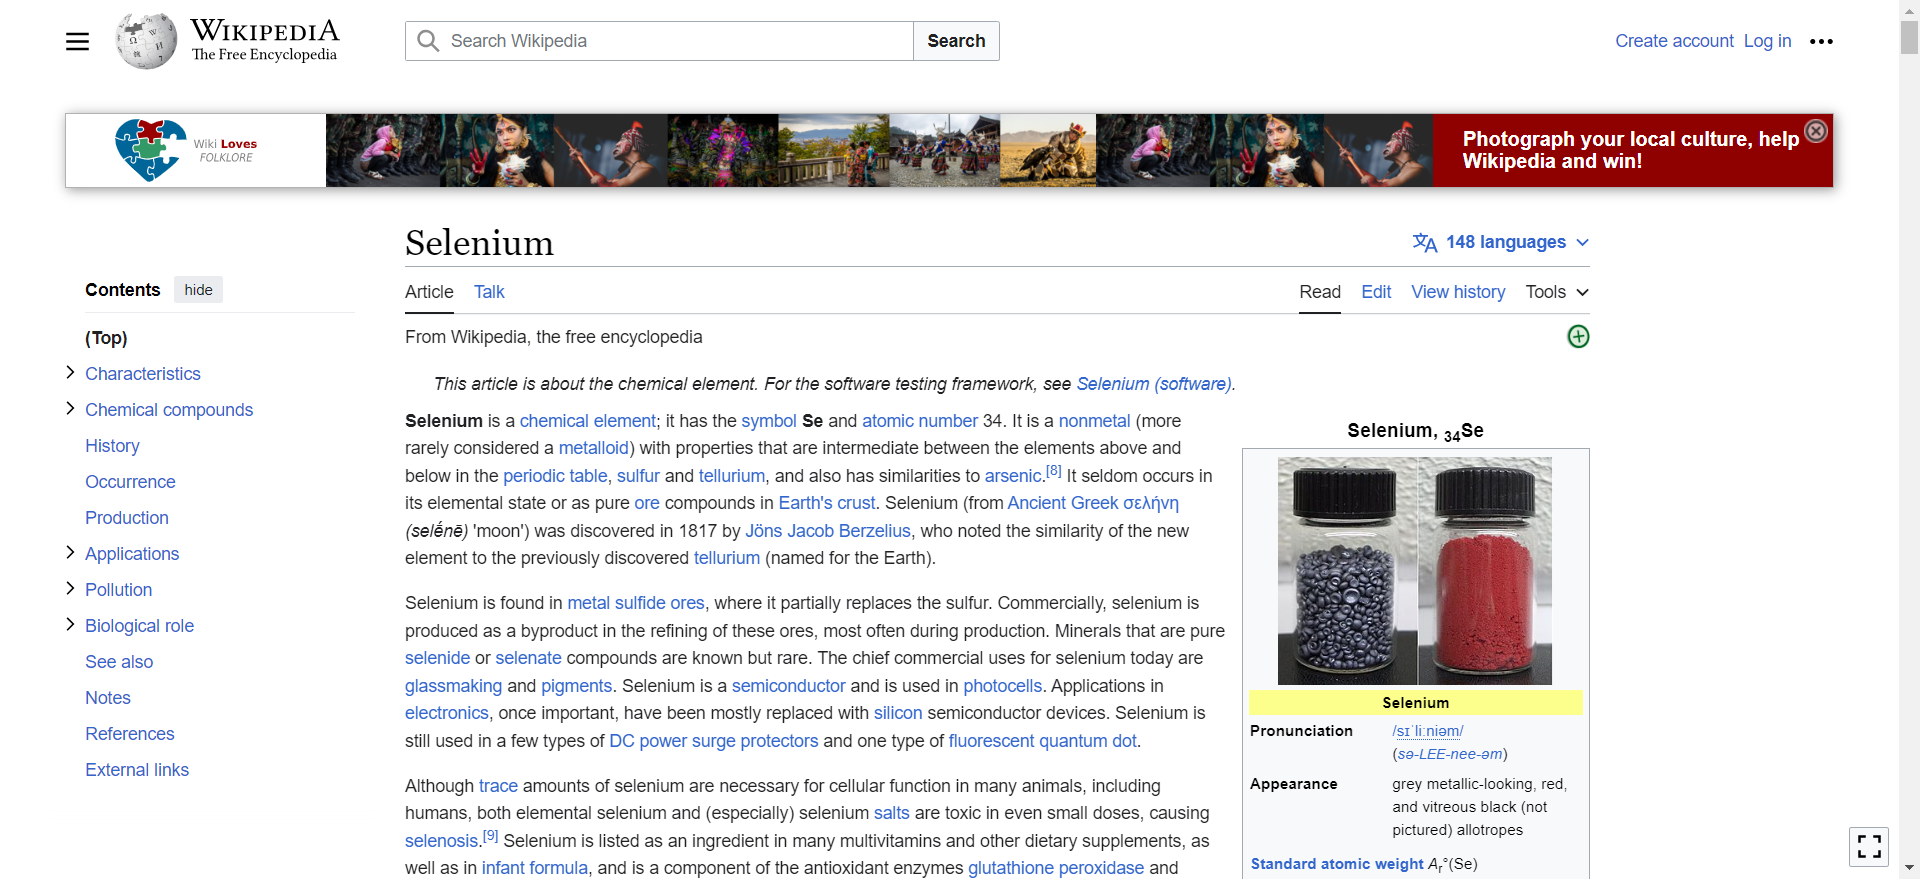 WIKIPEDIA
The Free Encyclopedia
Search Wikipedia
Search
Create account
Log in
Wiki Loves
FOLKLORE
Photograph your local culture, help
Wikipedia and win!
Selenium
148 languages
Contents
hide
(Top)
Characteristics
Chemical compounds
History
Occurrence
Production
Applications
Pollution
Biological role
See also
Notes
References
External links
Article
Talk
Read
Edit
View history
Tools
From Wikipedia, the free encyclopedia
This article is about the chemical element. For the software testing framework, see Selenium (software).
Selenium is a chemical element; it has the symbol Se and atomic number 34. It is a nonmetal (more
rarely considered a metalloid) with properties that are intermediate between the elements above and
below in the periodic table, sulfur and tellurium, and also has similarities to arsenic.[8] It seldom occurs in
its elemental state or as pure ore compounds in Earth's crust. Selenium (from Ancient Greek σελήνη
(selḗnē) 'moon') was discovered in 1817 by Jöns Jacob Berzelius, who noted the similarity of the new
element to the previously discovered tellurium (named for the Earth).
Selenium is found in metal sulfide ores, where it partially replaces the sulfur. Commercially, selenium is
produced as a byproduct in the refining of these ores, most often during production. Minerals that are pure
selenide or selenate compounds are known but rare. The chief commercial uses for selenium today are
glassmaking and pigments. Selenium is a semiconductor and is used in photocells. Applications in
electronics, once important, have been mostly replaced with silicon semiconductor devices. Selenium is
still used in a few types of DC power surge protectors and one type of fluorescent quantum dot.
Although trace amounts of selenium are necessary for cellular function in many animals, including
humans, both elemental selenium and (especially) selenium salts are toxic in even small doses, causing
selenosis.[9] Selenium is listed as an ingredient in many multivitamins and other dietary supplements, as
well as in infant formula, and is a component of the antioxidant enzymes glutathione peroxidase and
Selenium, 34Se
Selenium
Pronunciation /sɪˈliːniəm/
(sə-LEE-nee-əm)
Appearance grey metallic-looking, red,
and vitreous black (not
pictured) allotropes
Standard atomic weight Ar°(Se)